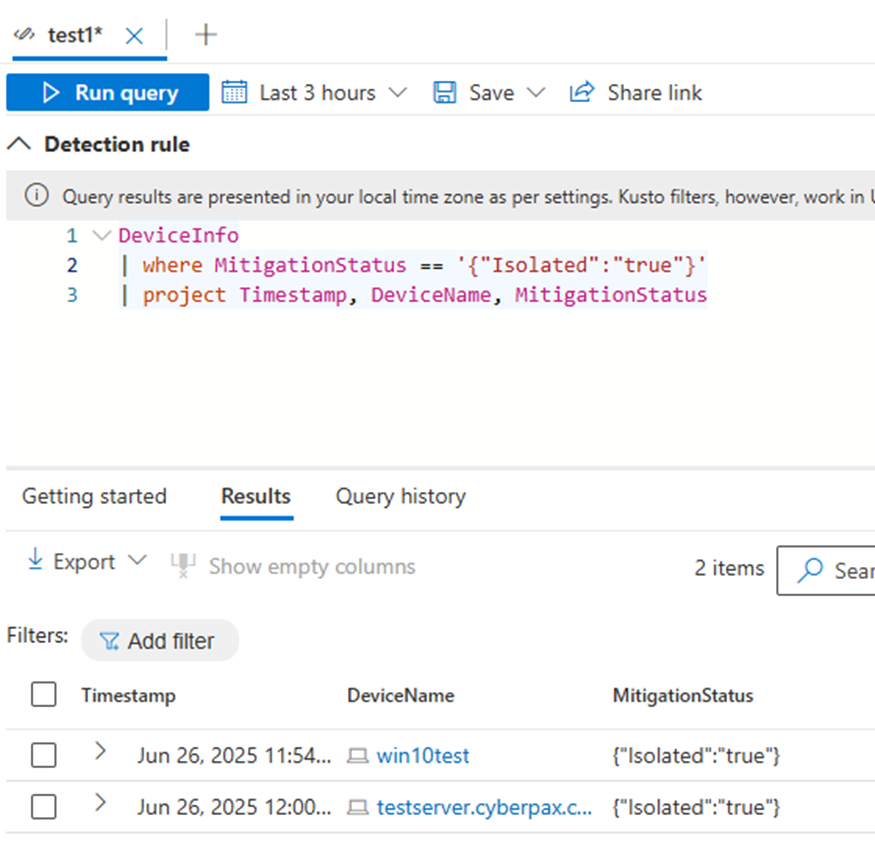 test1*
Run query Last 3 hours Save Share link
Detection rule
Query results are presented in your local time zone as per settings. Kusto filters, however, work in U
1 DeviceInfo
2 | where MitigationStatus == '{"Isolated":"true"}'
3 | project Timestamp, DeviceName, MitigationStatus
Getting started Results Query history
Export Show empty columns 2 items Sear
Filters: Add filter
Timestamp DeviceName MitigationStatus
Jun 26, 2025 11:54... win10test {"Isolated":"true"}
Jun 26, 2025 12:00... testserver.cyberpax.c... {"Isolated":"true"}